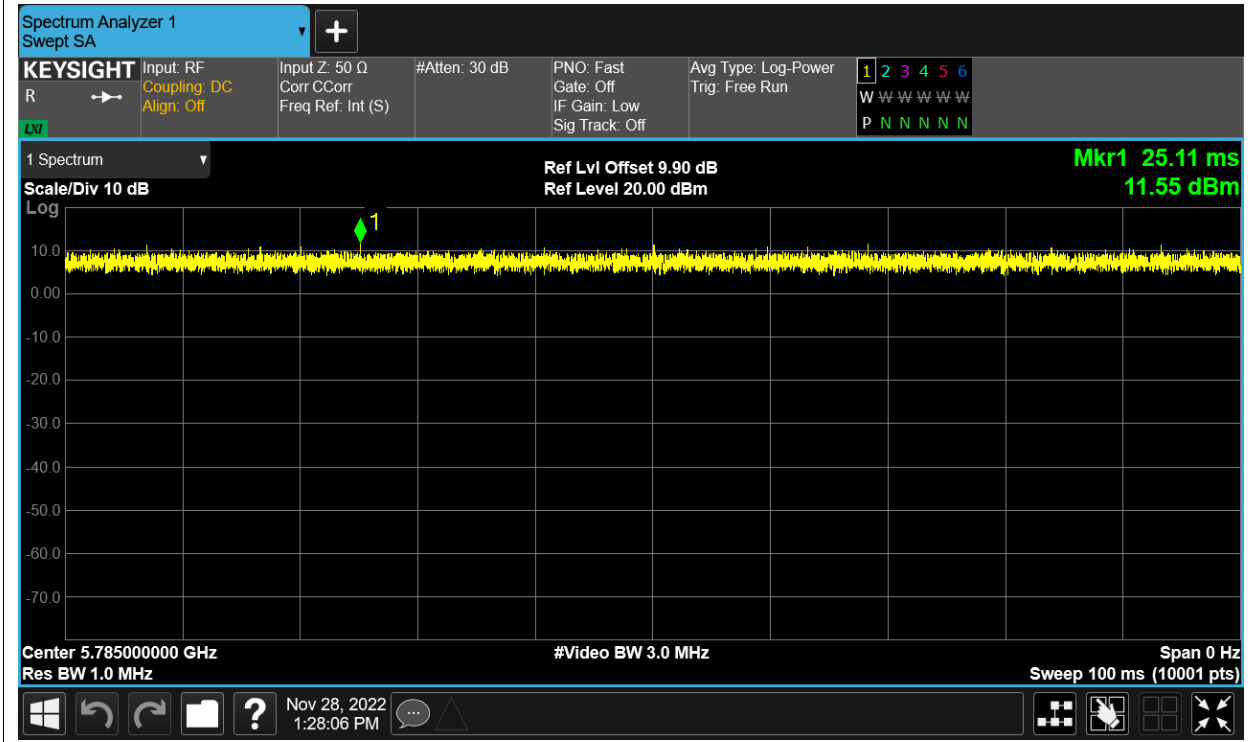 Spectrum Analyzer 1
Swept SA
+
KEYSIGHT
R
LXI
Input: RF
Coupling: DC
Align: Off
Input Z: 50 Ω
Corr CCorr
Freq Ref: Int (S)
#Atten: 30 dB
PNO: Fast
Gate: Off
IF Gain: Low
Sig Track: Off
Avg Type: Log-Power
Trig: Free Run
1 2 3 4 5 6
W W W W W W
P N N N N N
1 Spectrum
Scale/Div 10 dB
Log
Ref Lvl Offset 9.90 dB
Ref Level 20.00 dBm
Mkr1 25.11 ms
11.55 dBm
1
10.0
0.00
-10.0
-20.0
-30.0
-40.0
-50.0
-60.0
-70.0
Center 5.785000000 GHz
Res BW 1.0 MHz
#Video BW 3.0 MHz
Span 0 Hz
Sweep 100 ms (10001 pts)
?
Nov 28, 2022
1:28:06 PM